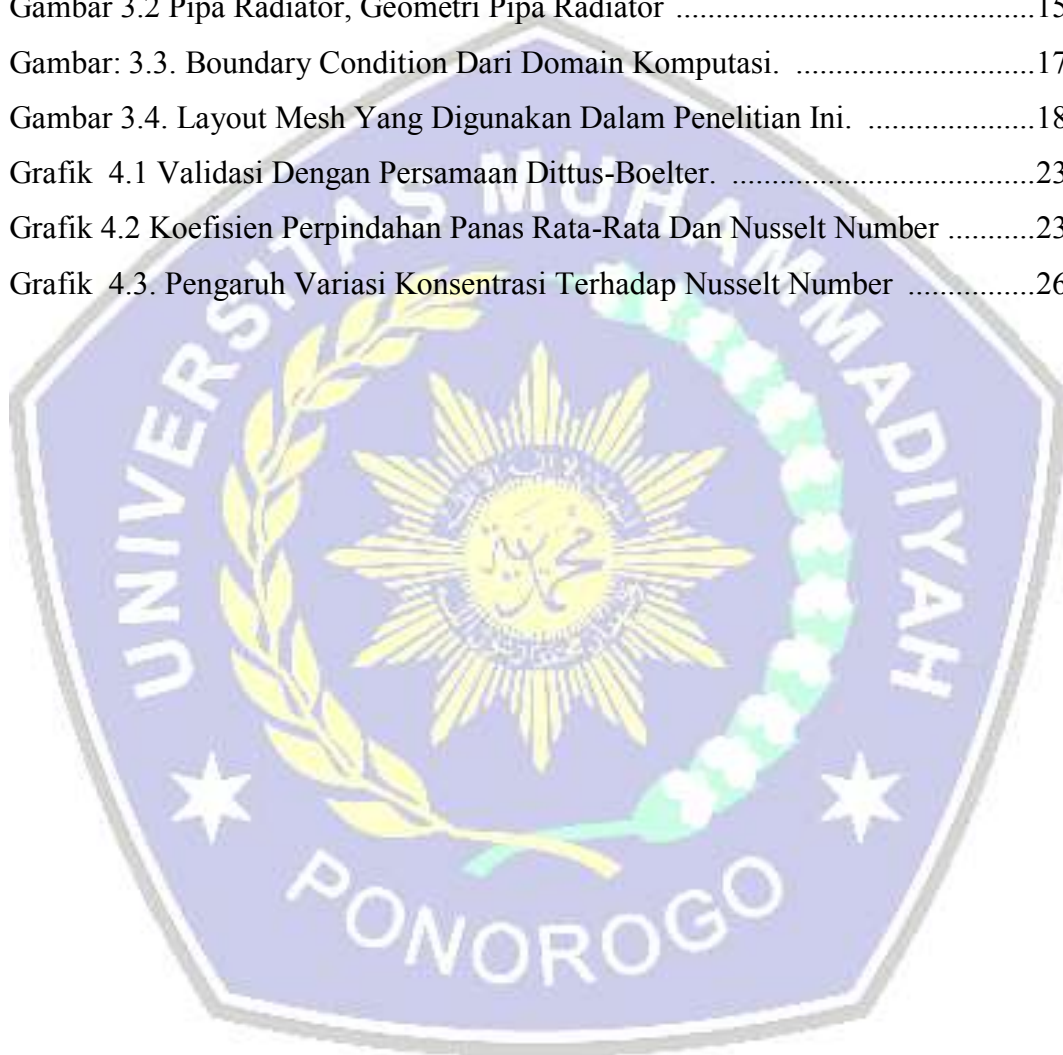 Gambar 3.2 Pipa Radiator, Geometri Pipa Radiator ....................................15
Gambar: 3.3. Boundary Condition Dari Domain Komputasi. ........................17
Gambar 3.4. Layout Mesh Yang Digunakan Dalam Penelitian Ini. .................18
Grafik 4.1 Validasi Dengan Persamaan Dittus-Boelter. ..............................23
Grafik 4.2 Koefisien Perpindahan Panas Rata-Rata Dan Nusselt Number ..........23
Grafik 4.3. Pengaruh Variasi Konsentrasi Terhadap Nusselt Number ...............26
UNIVERSITAS MUHAMMADIYAH
PONOROGO